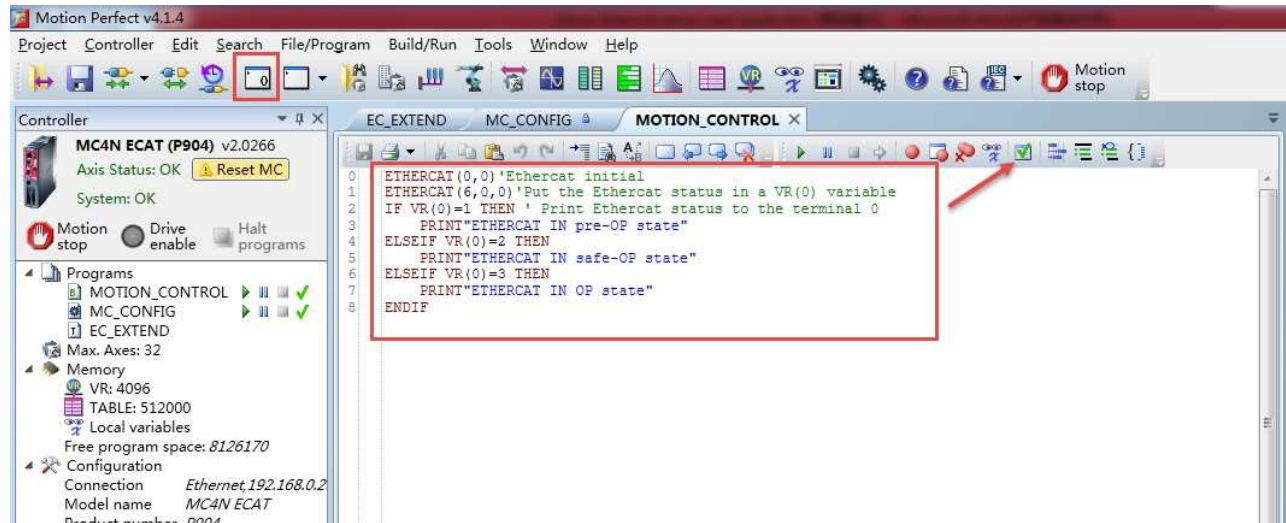 Motion Perfect v4.1.4
Project Controller Edit Search File/Program Build/Run Tools Window Help
0
VR
Motion stop
Controller
MC4N ECAT (P904) v2.0266
Axis Status: OK Reset MC
System: OK
Motion stop Drive enable Halt programs
Programs
MOTION_CONTROL
MC_CONFIG
EC_EXTEND
Max. Axes: 32
Memory
VR: 4096
TABLE: 512000
Local variables
Free program space: 8126170
Configuration
Connection Ethernet,192.168.0.2
Model name MC4N ECAT
Product number P904
EC_EXTEND MC_CONFIG MOTION_CONTROL
0 ETHERCAT(0,0)'Ethercat initial
1 ETHERCAT(6,0,0)'Put the Ethercat status in a VR(0) variable
2 IF VR(0)=1 THEN ' Print Ethercat status to the terminal 0
3 PRINT"ETHERCAT IN pre-OP state"
4 ELSEIF VR(0)=2 THEN
5 PRINT"ETHERCAT IN safe-OP state"
6 ELSEIF VR(0)=3 THEN
7 PRINT"ETHERCAT IN OP state"
8 ENDIF